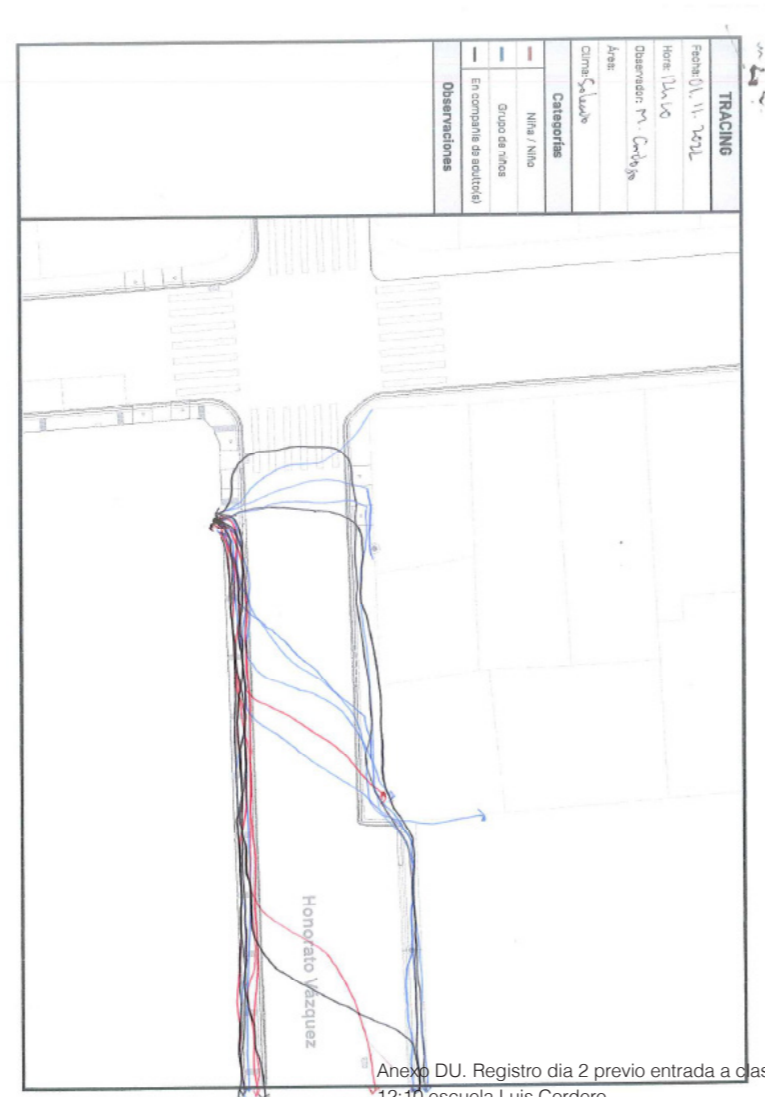 TRACING
Fecha: 01. 11. 2022
Hora: 12h10
Observador: M. Cardoso
Área:
Clima: Soleado
Categorías
Niña / Niño
Grupo de niños
En compañía de adulto(s)
Observaciones
Honorato Vázquez
Anexo DU. Registro dia 2 previo entrada a clas
12:10 escuela Luis Cordero